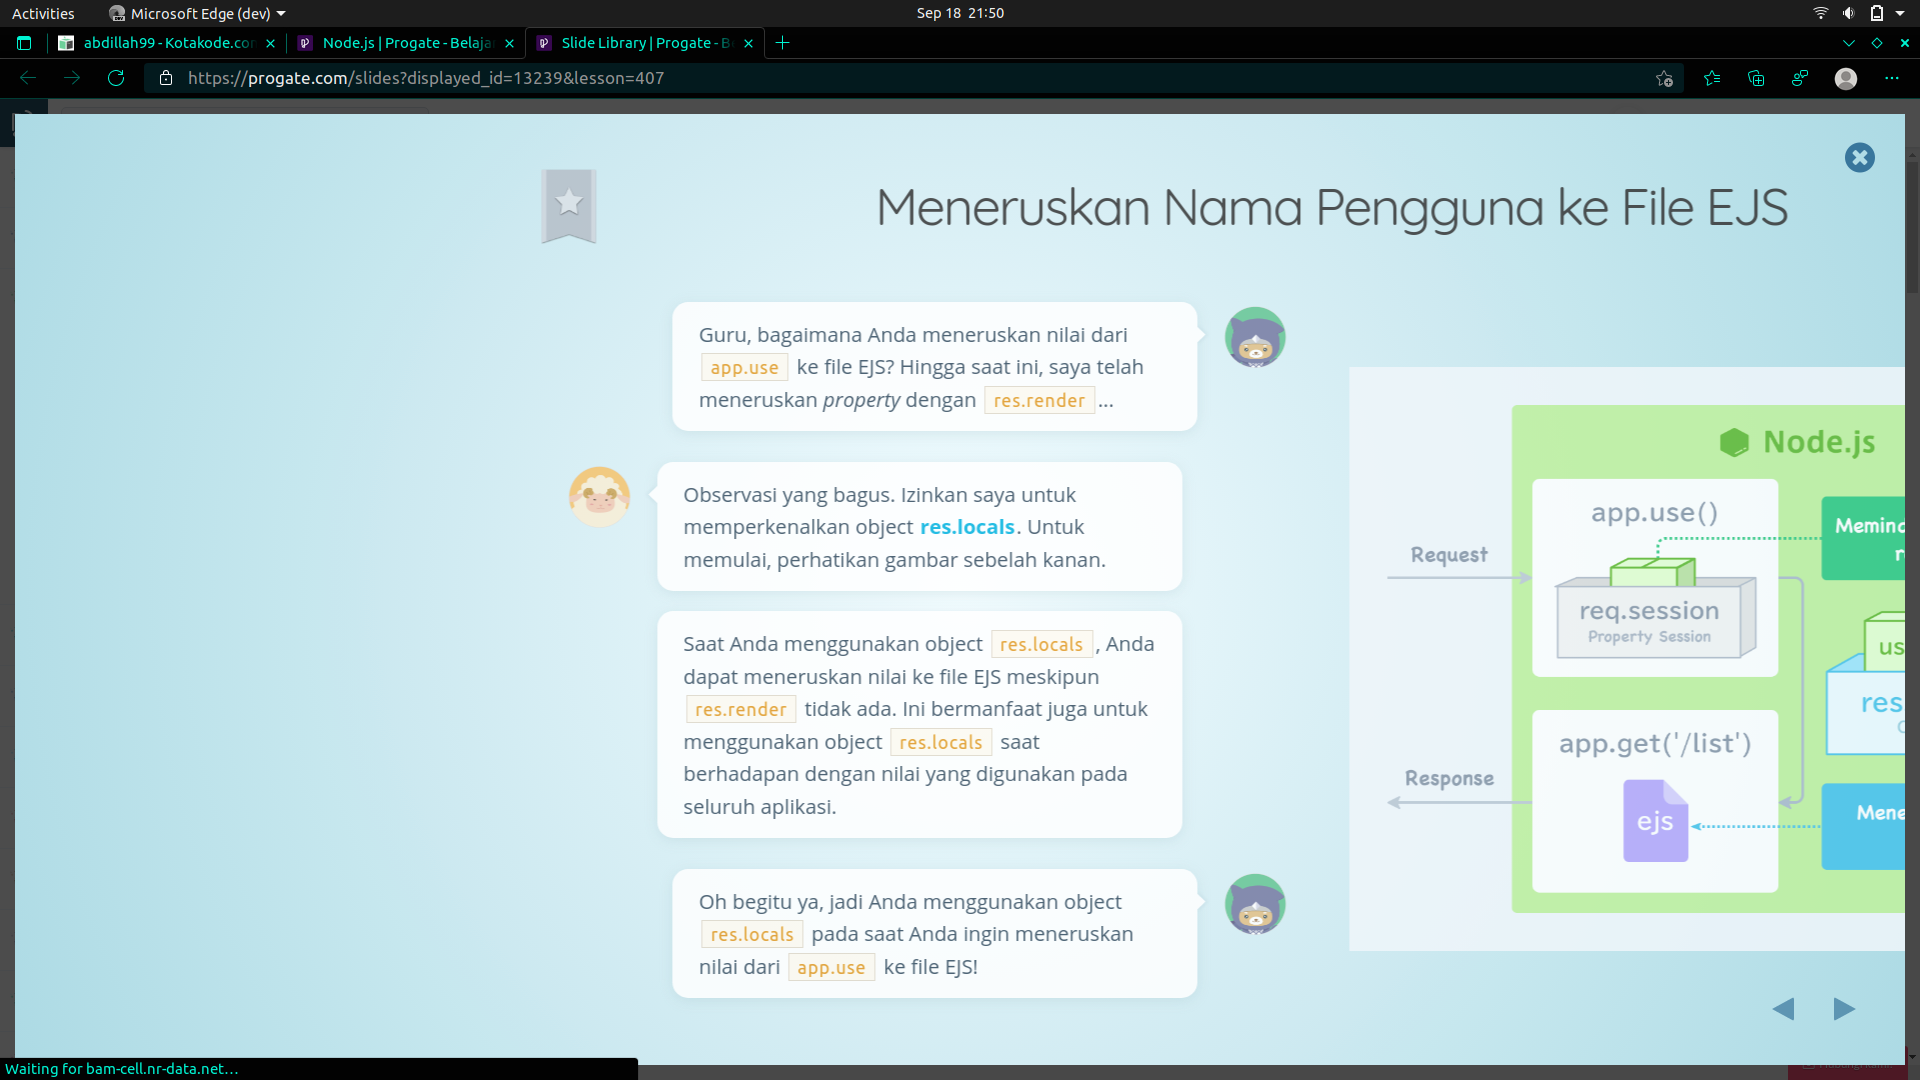 Activities
Microsoft Edge (dev)
Sep 18 21:50
abdillah99 - Kotakode.con
Node.js | Progate - Belaja
Slide Library | Progate - B
https://progate.com/slides?displayed_id=13239&lesson=407
Meneruskan Nama Pengguna ke File EJS
Guru, bagaimana Anda meneruskan nilai dari
app.use ke file EJS? Hingga saat ini, saya telah
meneruskan property dengan res.render ...
Observasi yang bagus. Izinkan saya untuk
memperkenalkan object res.locals. Untuk
memulai, perhatikan gambar sebelah kanan.
Saat Anda menggunakan object res.locals , Anda
dapat meneruskan nilai ke file EJS meskipun
res.render tidak ada. Ini bermanfaat juga untuk
menggunakan object res.locals saat
berhadapan dengan nilai yang digunakan pada
seluruh aplikasi.
Oh begitu ya, jadi Anda menggunakan object
res.locals pada saat Anda ingin meneruskan
nilai dari app.use ke file EJS!
Node.js
app.use()
Request
req.session
Property Session
Memind
us
res
app.get('/list')
Response
ejs
Mene
Waiting for bam-cell.nr-data.net...